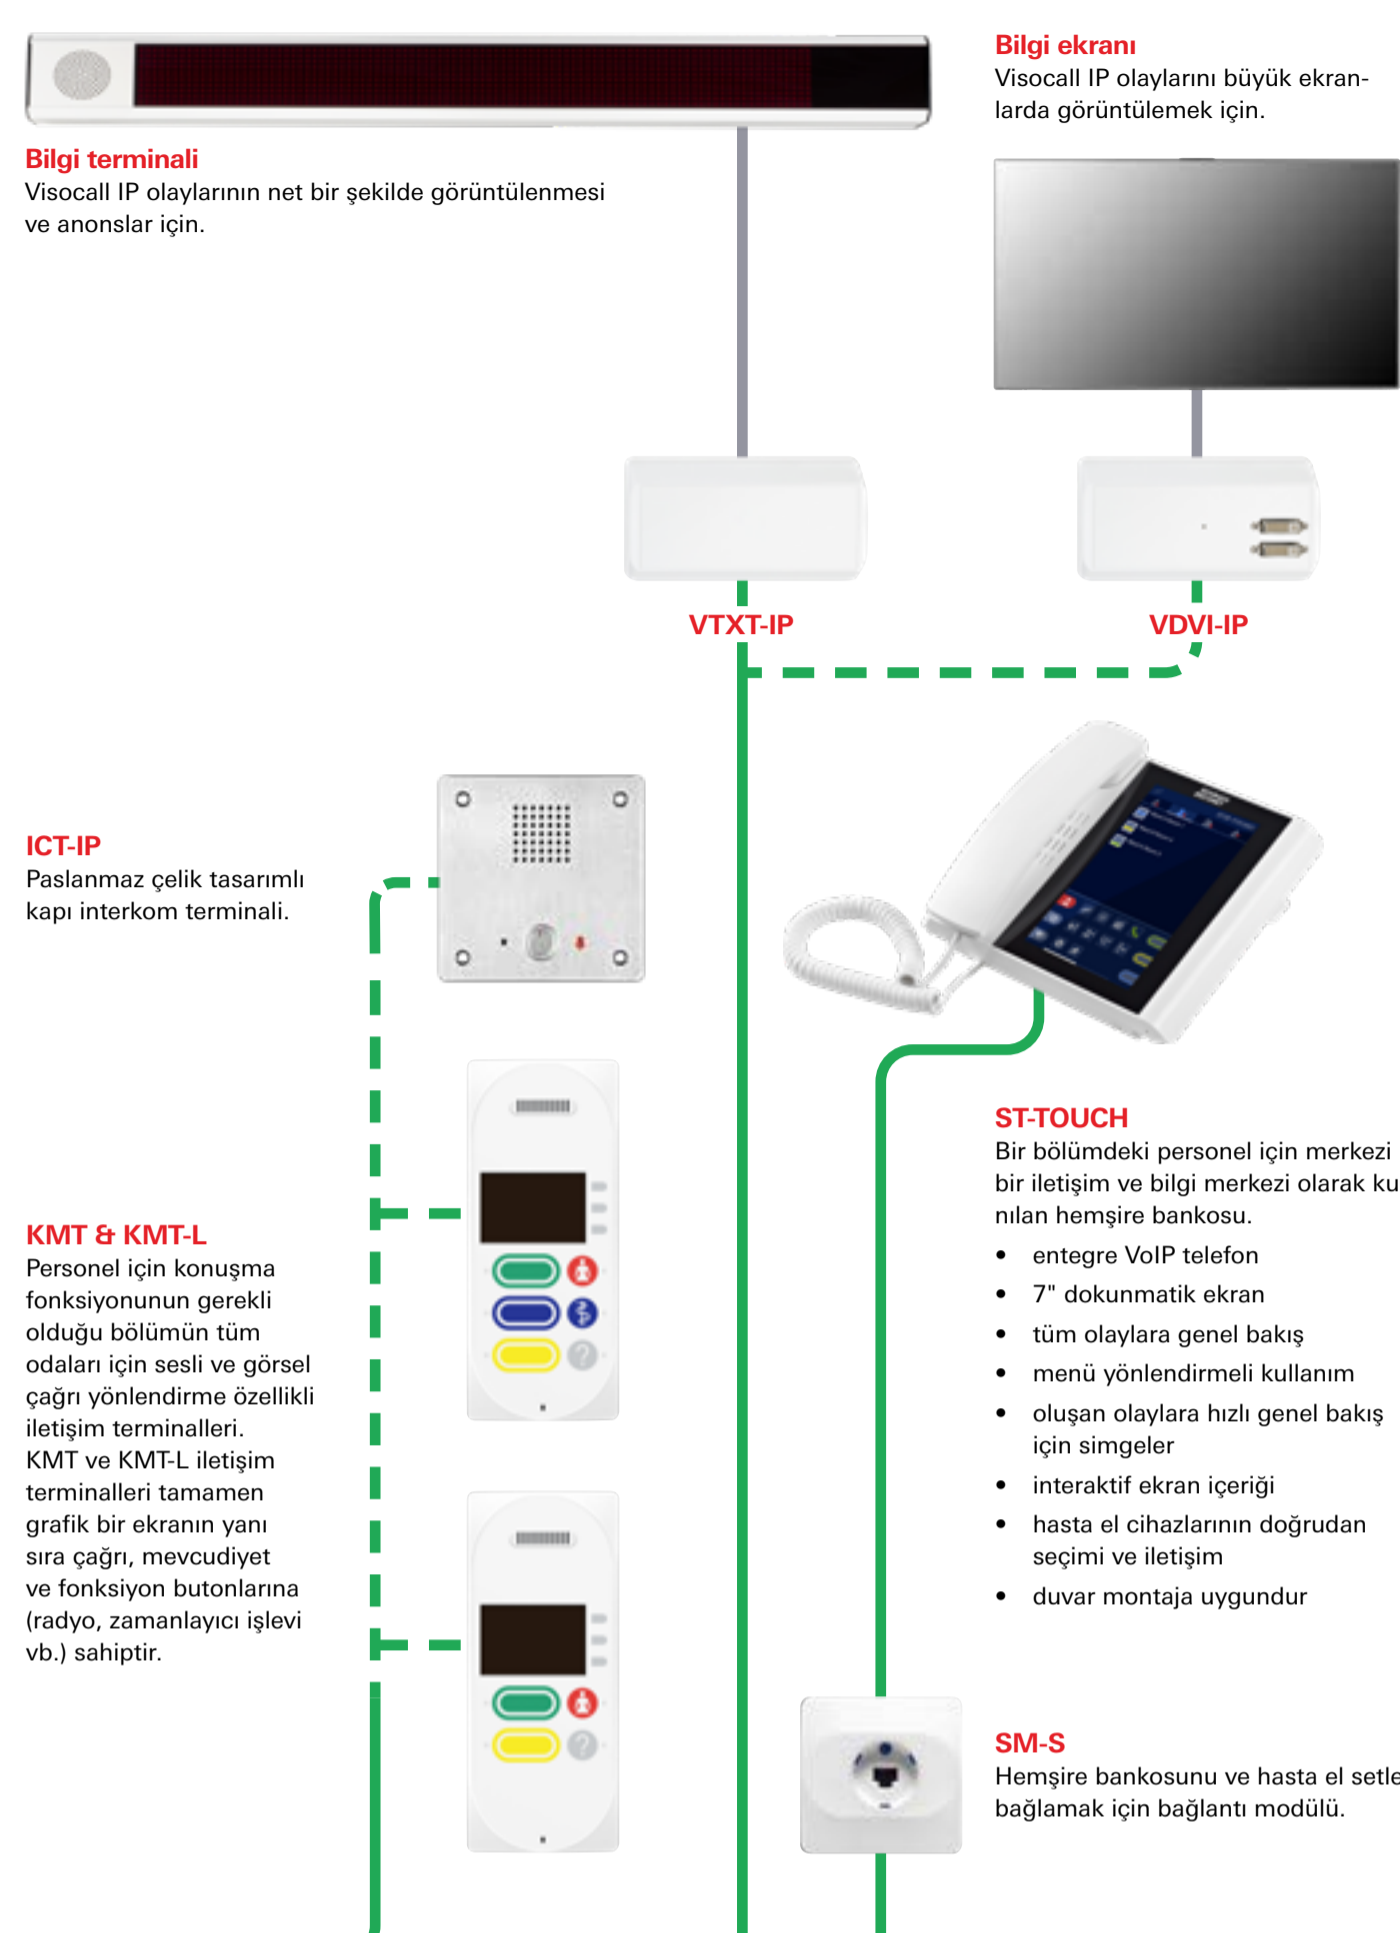 Bilgi ekranı
Visocall IP olaylarını büyük ekran-
larda görüntülemek için.
Bilgi terminali
Visocall IP olaylarının net bir şekilde görüntülenmesi
ve anonslar için.
VTXT-IP
VDVI-IP
ICT-IP
Paslanmaz çelik tasarımlı
kapı interkom terminali.
KMT & KMT-L
Personel için konuşma
fonksiyonunun gerekli
olduğu bölümün tüm
odaları için sesli ve görsel
çağrı yönlendirme özellikli
iletişim terminalleri.
KMT ve KMT-L iletişim
terminalleri tamamen
grafik bir ekranın yanı
sıra çağrı, mevcudiyet
ve fonksiyon butonlarına
(radyo, zamanlayıcı işlevi
vb.) sahiptir.
ST-TOUCH
Bir bölümdeki personel için merkezi
bir iletişim ve bilgi merkezi olarak ku
nılan hemşire bankosu.
• entegre VoIP telefon
• 7" dokunmatik ekran
• tüm olaylara genel bakış
• menü yönlendirmeli kullanım
• oluşan olaylara hızlı genel bakış
için simgeler
• interaktif ekran içeriği
• hasta el cihazlarının doğrudan
seçimi ve iletişim
• duvar montaja uygundur
SM-S
Hemşire bankosunu ve hasta el setle
bağlamak için bağlantı modülü.